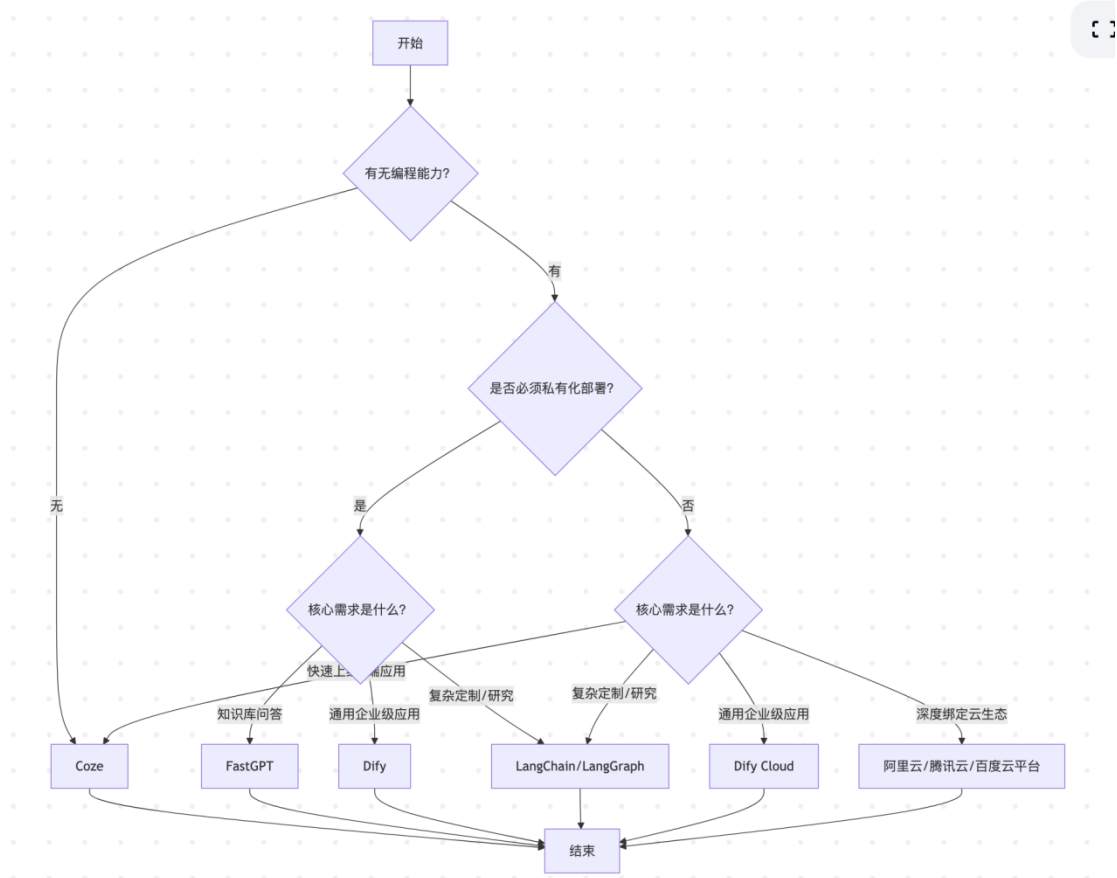 开始
有无编程能力?
有
是否必须私有化部署?
无
是
否
核心需求是什么?
核心需求是什么?
快速上
端应用
知识库问答
通用企业级应用
复杂定制/研究
复杂定制/研究
通用企业级应用
深度绑定云生态
Coze
FastGPT
Dify
LangChain/LangGraph
Dify Cloud
阿里云/腾讯云/百度云平台
结束